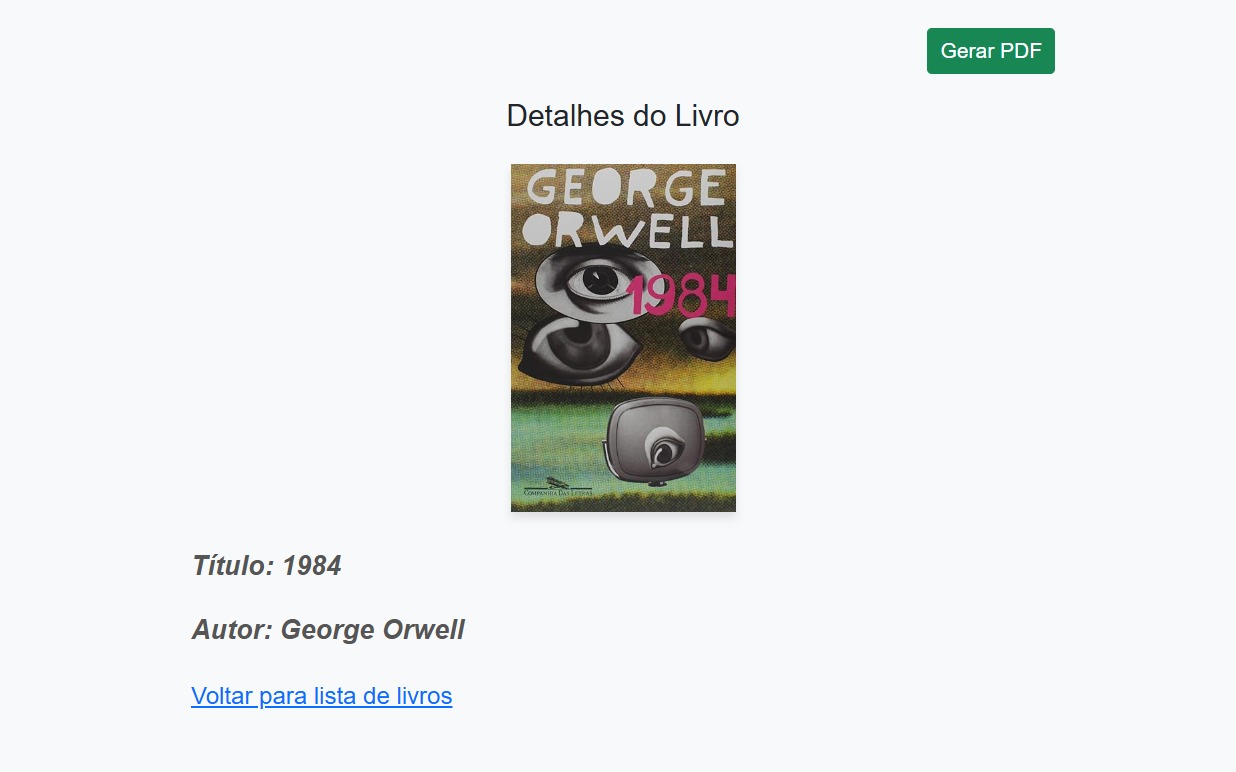 Gerar PDF
Detalhes do Livro
GEORGE
ORWELL
1984
COMPANHIA DAS LETRAS
Título: 1984
Autor: George Orwell
Voltar para lista de livros